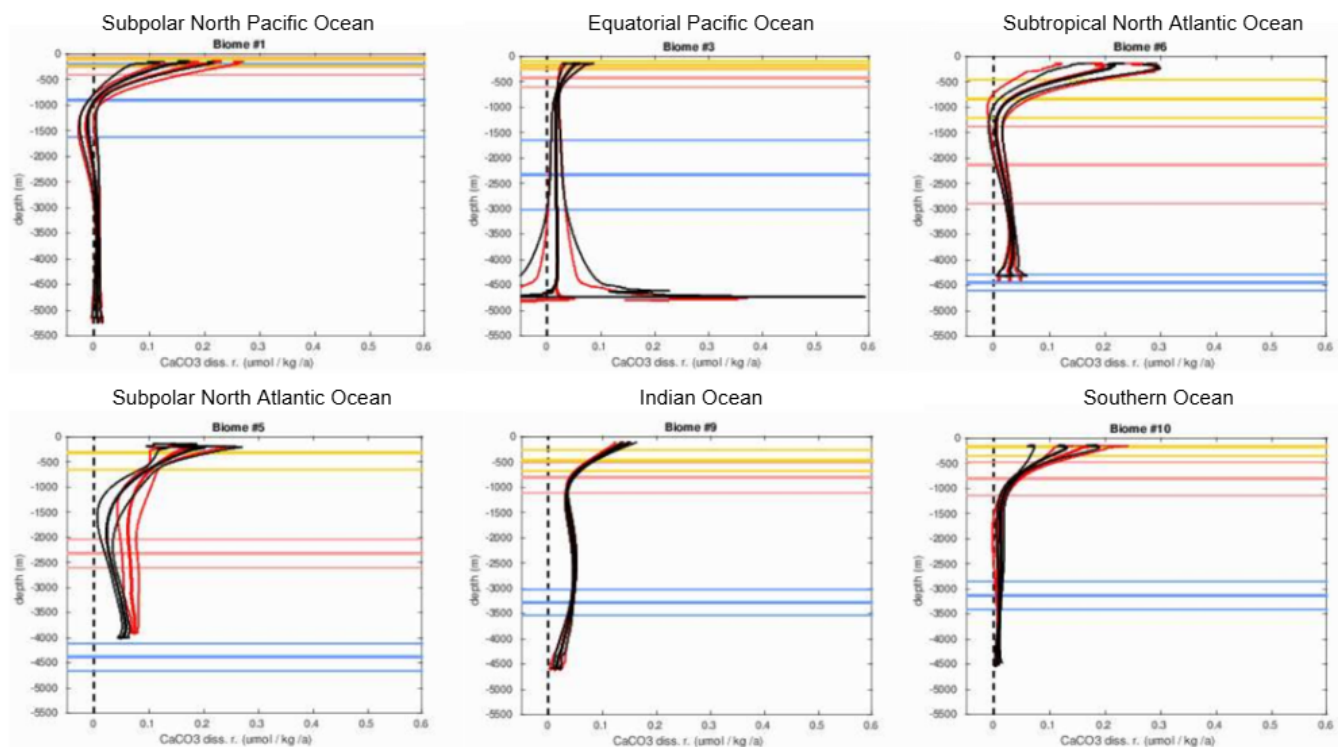 Subpolar North Pacific Ocean
Biome #1
0
-500
-1000
-1500
-2000
-2500
-3000
-3500
-4000
-4500
-5000
-5500
depth (m)
0 0.1 0.2 0.3 0.4 0.5 0.6
CaCO3 diss. r. (umol / kg /a)
Equatorial Pacific Ocean
Biome #3
0
-500
-1000
-1500
-2000
-2500
-3000
-3500
-4000
-4500
-5000
-5500
depth (m)
0 0.1 0.2 0.3 0.4 0.5 0.6
CaCO3 diss. r. (umol / kg /a)
Subtropical North Atlantic Ocean
Biome #6
0
-500
-1000
-1500
-2000
-2500
-3000
-3500
-4000
-4500
-5000
-5500
depth (m)
0 0.1 0.2 0.3 0.4 0.5 0.6
CaCO3 diss. r. (umol / kg /a)
Subpolar North Atlantic Ocean
Biome #5
0
-500
-1000
-1500
-2000
-2500
-3000
-3500
-4000
-4500
-5000
-5500
depth (m)
0 0.1 0.2 0.3 0.4 0.5 0.6
CaCO3 diss. r. (umol / kg /a)
Indian Ocean
Biome #9
0
-500
-1000
-1500
-2000
-2500
-3000
-3500
-4000
-4500
-5000
-5500
depth (m)
0 0.1 0.2 0.3 0.4 0.5 0.6
CaCO3 diss. r. (umol / kg /a)
Southern Ocean
Biome #10
0
-500
-1000
-1500
-2000
-2500
-3000
-3500
-4000
-4500
-5000
-5500
depth (m)
0 0.1 0.2 0.3 0.4 0.5 0.6
CaCO3 diss. r. (umol / kg /a)